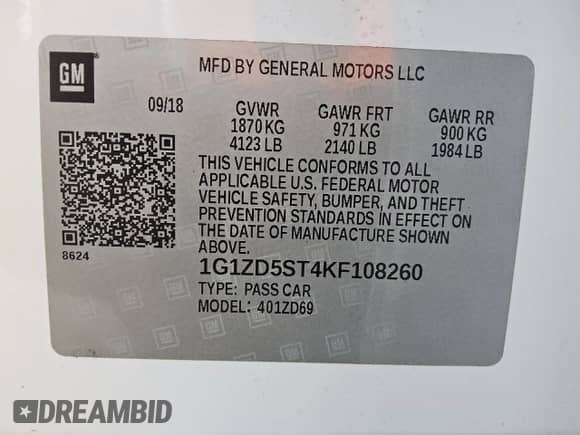 GM
MFD BY GENERAL MOTORS LLC
09/18
GVWR GAWR FRT GAWR RR
1870 KG 971 KG 900 KG
4123 LB 2140 LB 1984 LB
THIS VEHICLE CONFORMS TO ALL
APPLICABLE U.S. FEDERAL MOTOR
VEHICLE SAFETY, BUMPER, AND THEFT
PREVENTION STANDARDS IN EFFECT ON
THE DATE OF MANUFACTURE SHOWN
ABOVE.
8624
1G1ZD5ST4KF108260
TYPE: PASS CAR
MODEL: 401ZD69
DREAMBID